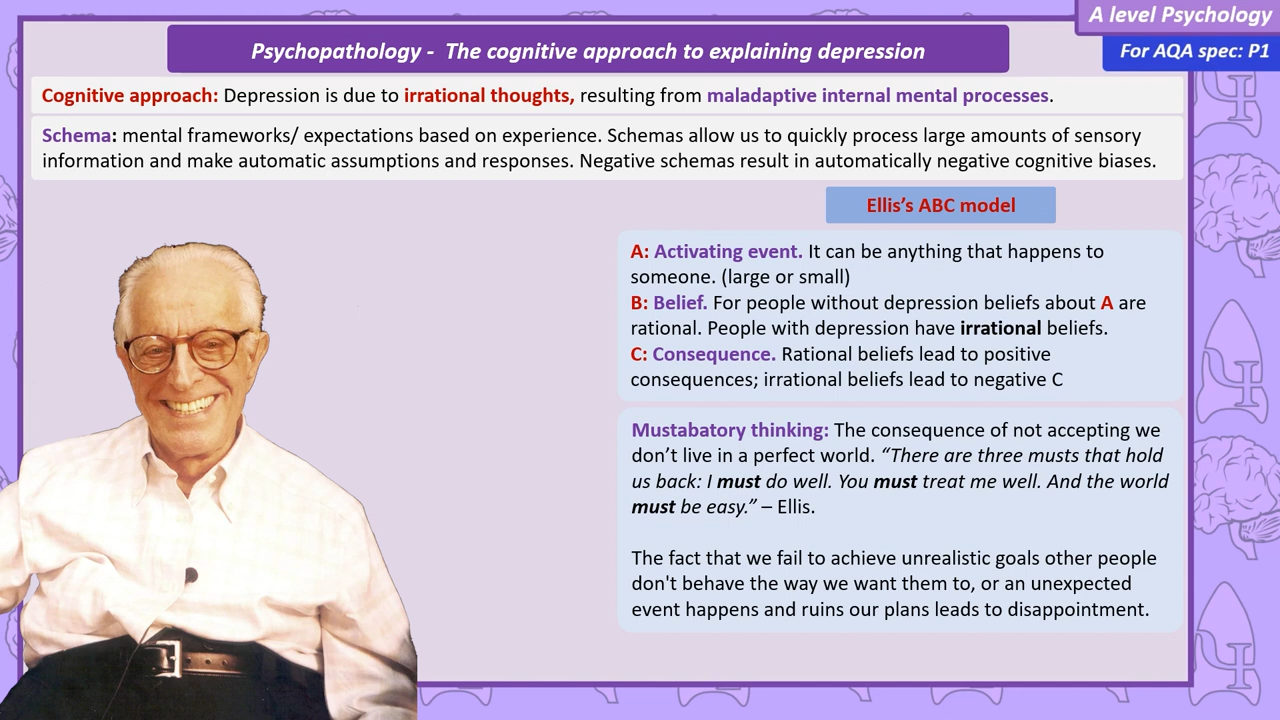 A level Psychology
For AQA spec: P1
Psychopathology - The cognitive approach to explaining depression
Cognitive approach: Depression is due to irrational thoughts, resulting from maladaptive internal mental processes.
Schema: mental frameworks/ expectations based on experience. Schemas allow us to quickly process large amounts of sensory
information and make automatic assumptions and responses. Negative schemas result in automatically negative cognitive biases.
Ellis’s ABC model
A: Activating event. It can be anything that happens to
someone. (large or small)
B: Belief. For people without depression beliefs about A are
rational. People with depression have irrational beliefs.
C: Consequence. Rational beliefs lead to positive
consequences; irrational beliefs lead to negative C
Mustabatory thinking: The consequence of not accepting we
don’t live in a perfect world. “There are three musts that hold
us back: I must do well. You must treat me well. And the world
must be easy.” – Ellis.
The fact that we fail to achieve unrealistic goals other people
don't behave the way we want them to, or an unexpected
event happens and ruins our plans leads to disappointment.